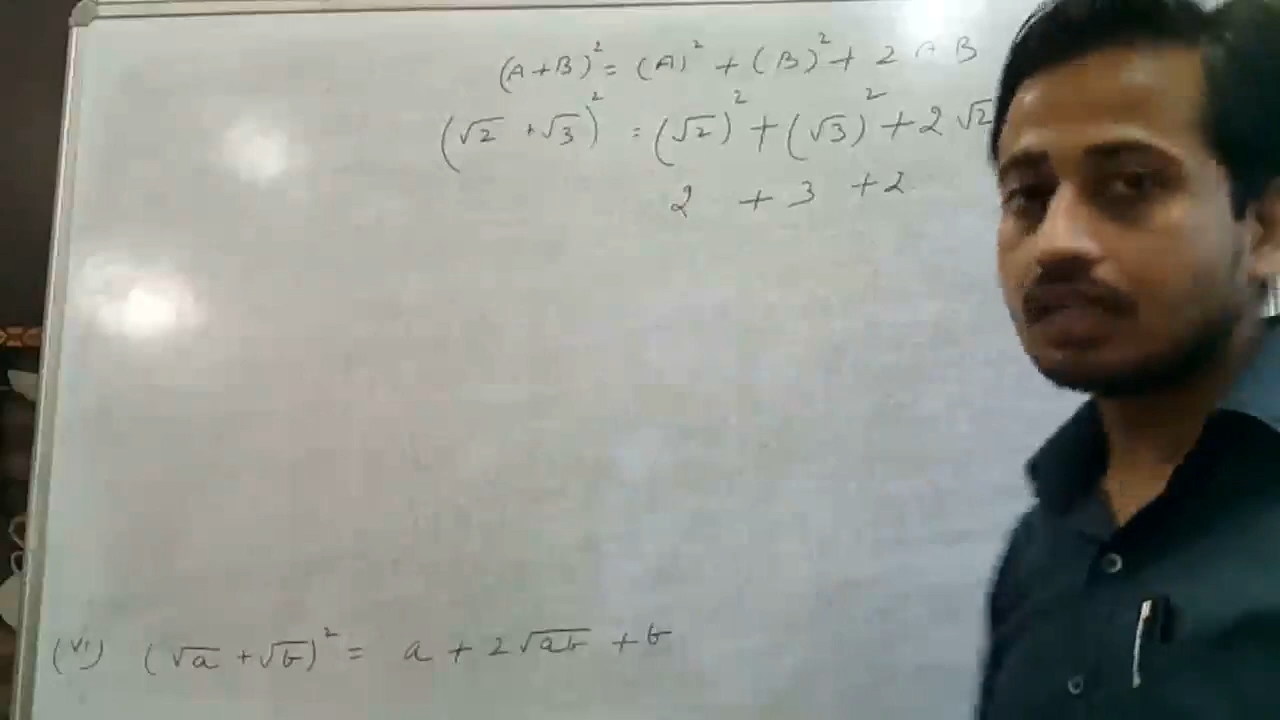 (A+B)² = (A)² + (B)² + 2AB
(√2 + √3)² = (√2)² + (√3)² + 2√2
2 + 3 + 2
(vi) (√a + √b)² = a + 2√ab + b